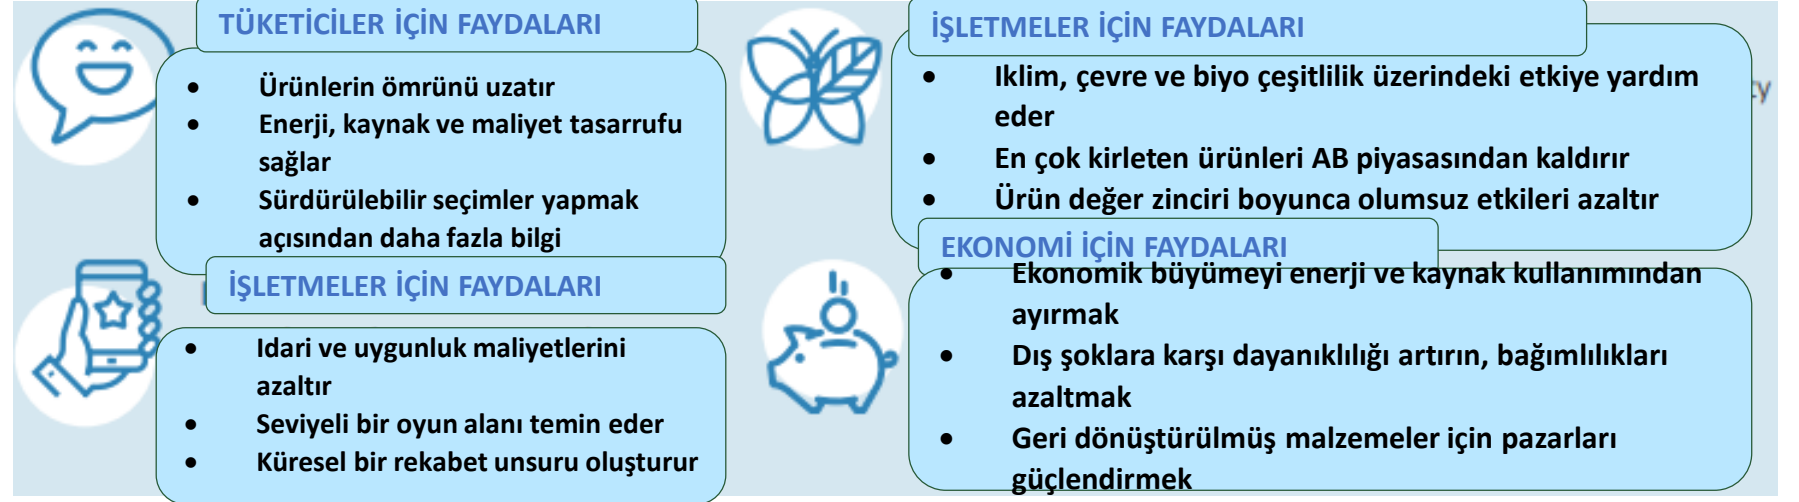 TÜKETİCİLER İÇİN FAYDALARI
• Ürünlerin ömrünü uzatır
• Enerji, kaynak ve maliyet tasarrufu
sağlar
• Sürdürülebilir seçimler yapmak
açısından daha fazla bilgi
İŞLETMELER İÇİN FAYDALARI
• Idari ve uygunluk maliyetlerini
azaltır
• Seviyeli bir oyun alanı temin eder
• Küresel bir rekabet unsuru oluşturur
İŞLETMELER İÇİN FAYDALARI
• Iklim, çevre ve biyo çeşitlilik üzerindeki etkiye yardım
eder
• En çok kirleten ürünleri AB piyasasından kaldırır
• Ürün değer zinciri boyunca olumsuz etkileri azaltır
EKONOMİ İÇİN FAYDALARI
• Ekonomik büyümeyi enerji ve kaynak kullanımından
ayırmak
• Dış şoklara karşı dayanıklılığı artırın, bağımlılıkları
azaltmak
• Geri dönüştürülmüş malzemeler için pazarları
güçlendirmek